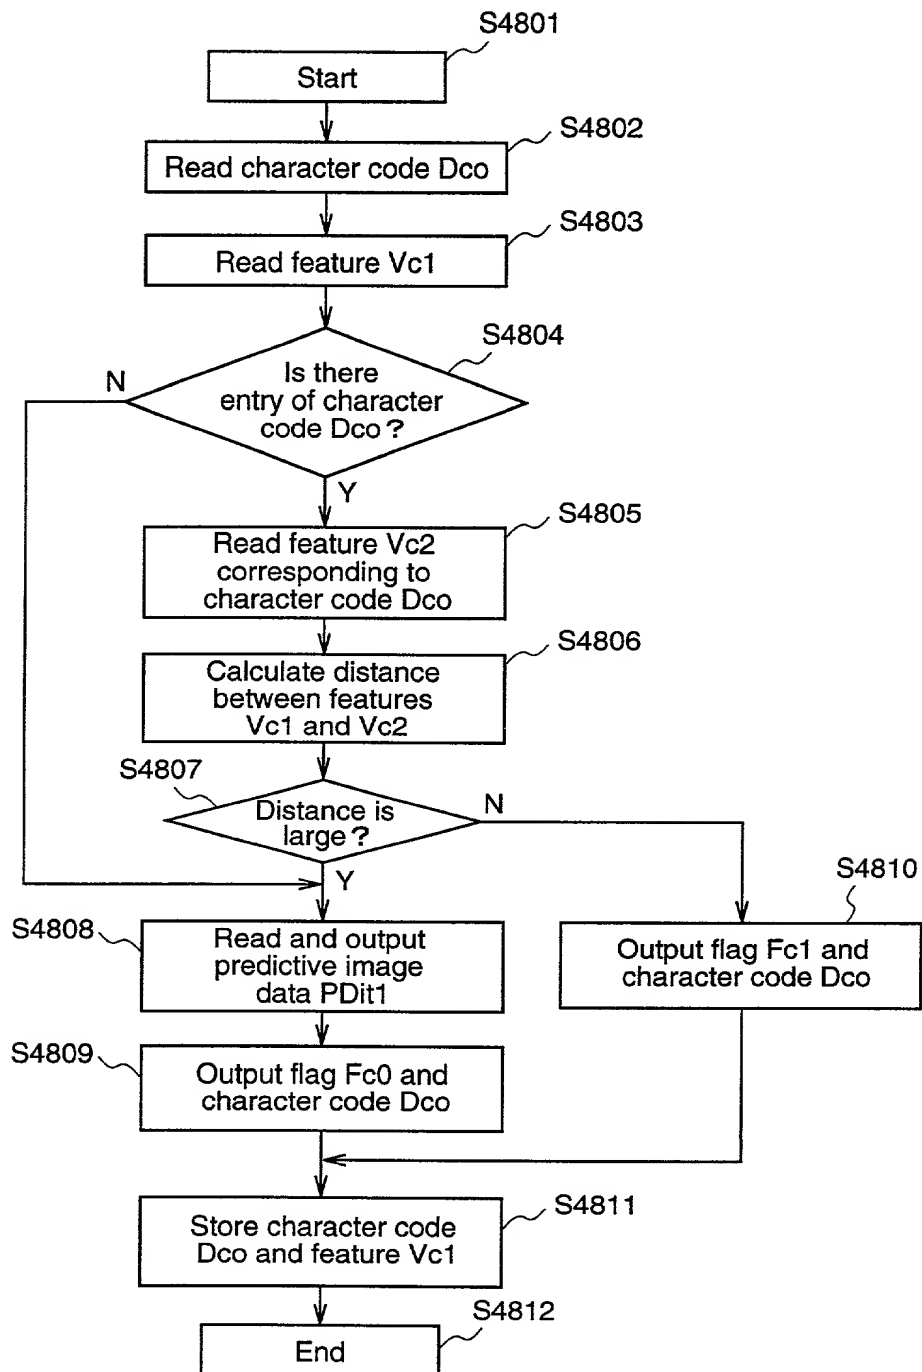 S4801
Start
S4802
Read character code Dco
S4803
Read feature Vc1
S4804
Is there
entry of character
code Dco?
N
Y
S4805
Read feature Vc2
corresponding to
character code Dco
S4806
Calculate distance
between features
Vc1 and Vc2
S4807
Distance is
large?
N
Y
S4808
Read and output
predictive image
data PDit1
S4810
Output flag Fc1 and
character code Dco
S4809
Output flag Fc0 and
character code Dco
S4811
Store character code
Dco and feature Vc1
S4812
End